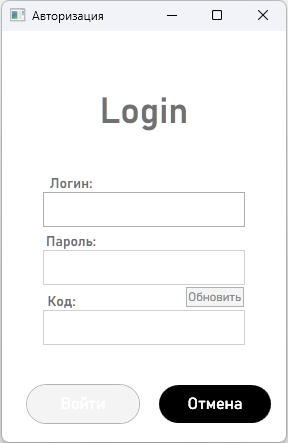 Авторизация
Login
Логин:
Пароль:
Обновить
Код:
Войти
Отмена